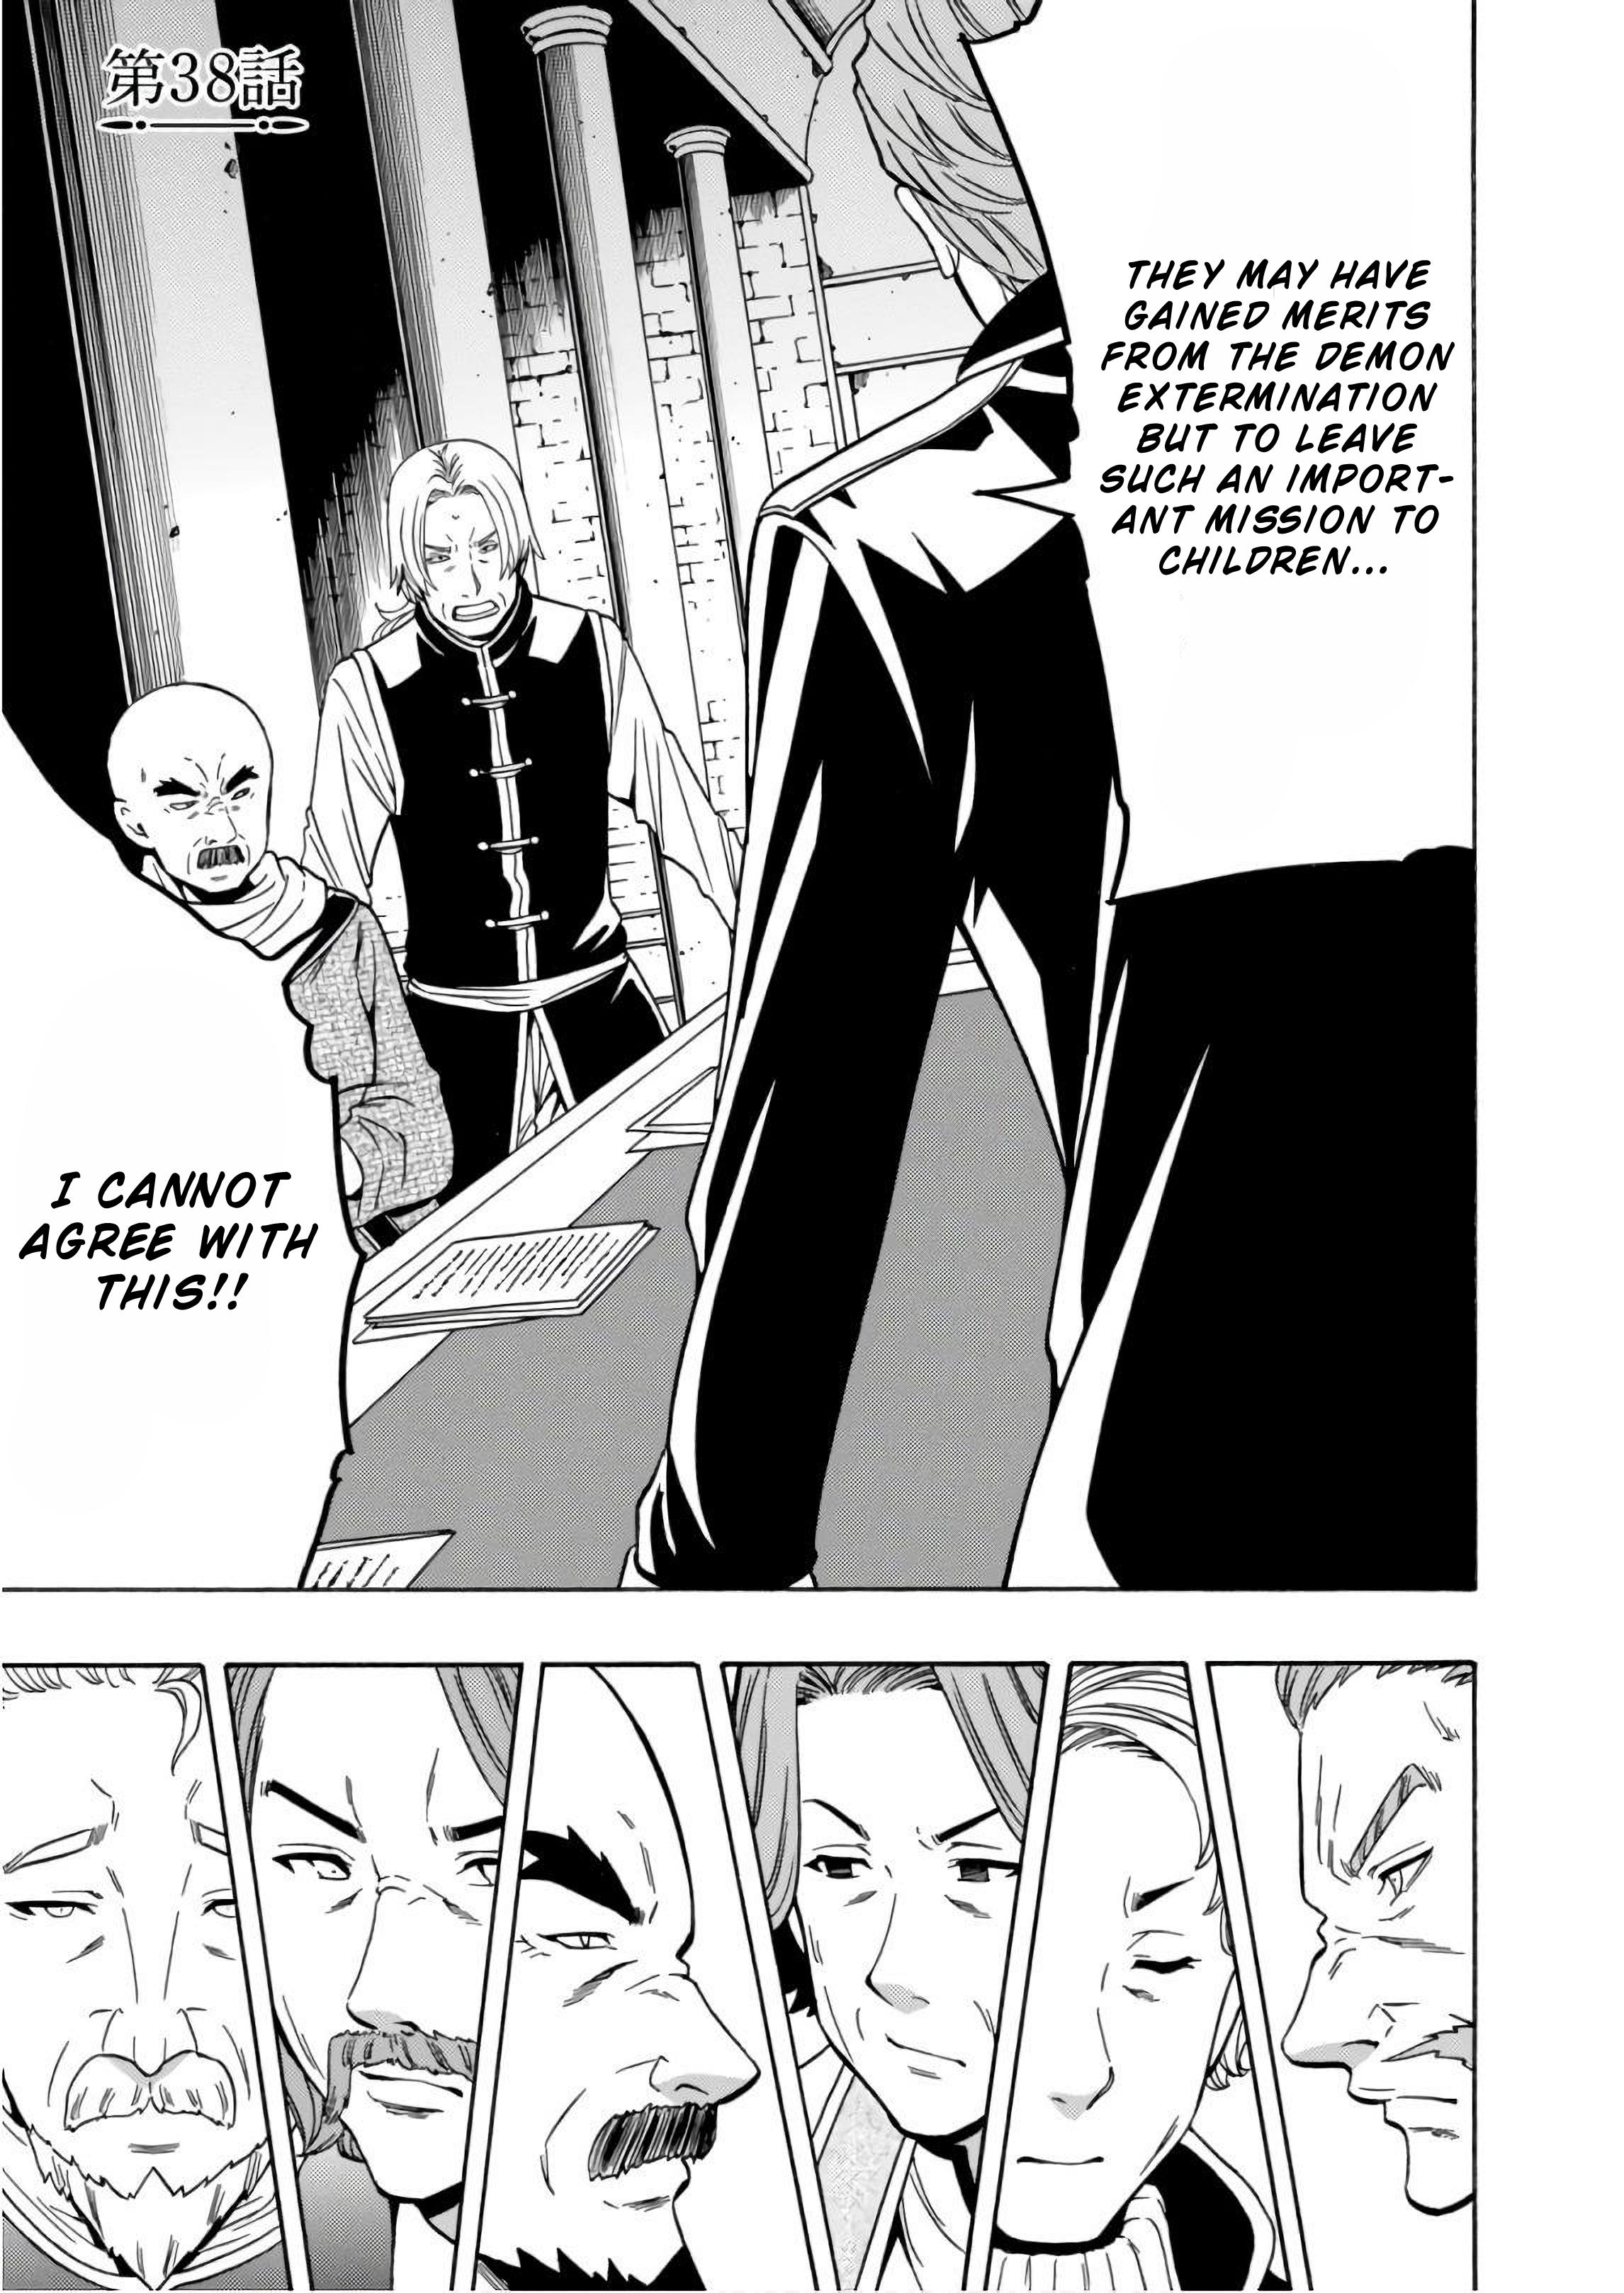 第38話
THEY MAY HAVE
GAINED MERITS
FROM THE DEMON
EXTERMINATION
BUT TO LEAVE
SUCH AN IMPORT-
ANT MISSION TO
CHILDREN...
I CANNOT
AGREE WITH
THIS!!